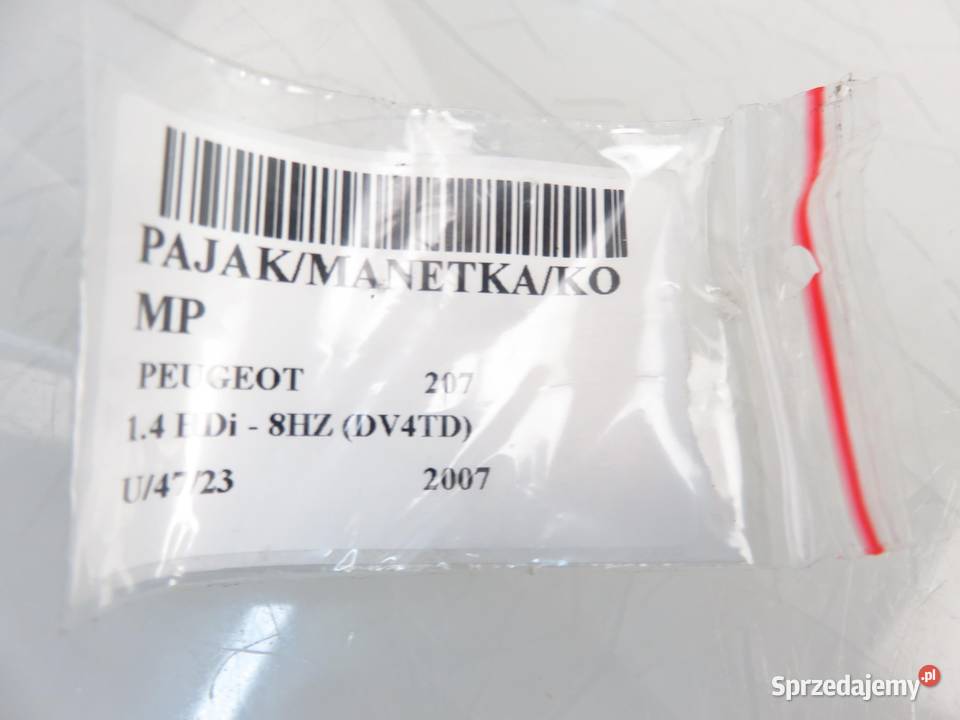 PAJAK/MANETKA/KO
MP
PEUGEOT 207
1.4 HDi - 8HZ (DV4TD)
U/47/23 2007
Sprzedajemy.pl